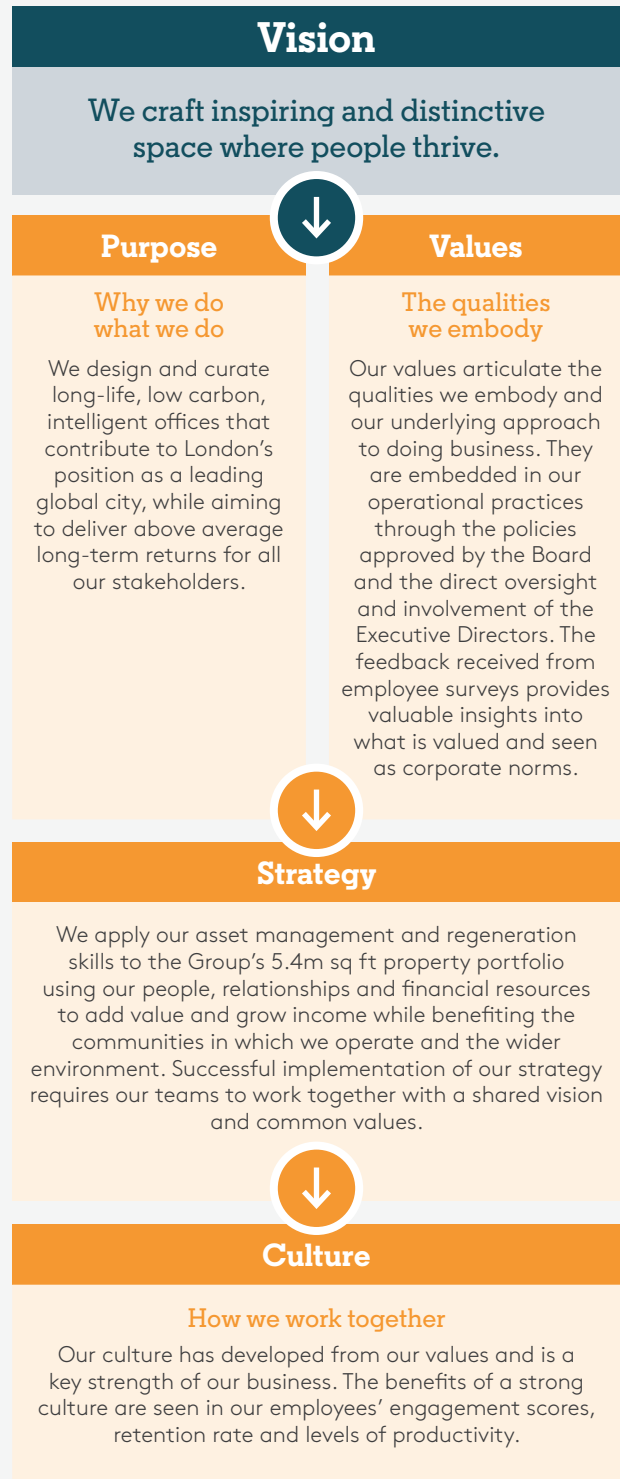 Vision
We craft inspiring and distinctive
space where people thrive.
Purpose
Why we do
what we do
We design and curate
long-life, low carbon,
intelligent offices that
contribute to London's
position as a leading
global city, while aiming
to deliver above average
long-term returns for all
our stakeholders.
Values
The qualities
we embody
Our values articulate the
qualities we embody and
our underlying approach
to doing business. They
are embedded in our
operational practices
through the policies
approved by the Board
and the direct oversight
and involvement of the
Executive Directors. The
feedback received from
employee surveys provides
valuable insights into
what is valued and seen
as corporate norms.
Strategy
We apply our asset management and regeneration
skills to the Group's 5.4m sq ft property portfolio
using our people, relationships and financial resources
to add value and grow income while benefiting the
communities in which we operate and the wider
environment. Successful implementation of our strategy
requires our teams to work together with a shared vision
and common values.
Culture
How we work together
Our culture has developed from our values and is a
key strength of our business. The benefits of a strong
culture are seen in our employees' engagement scores,
retention rate and levels of productivity.